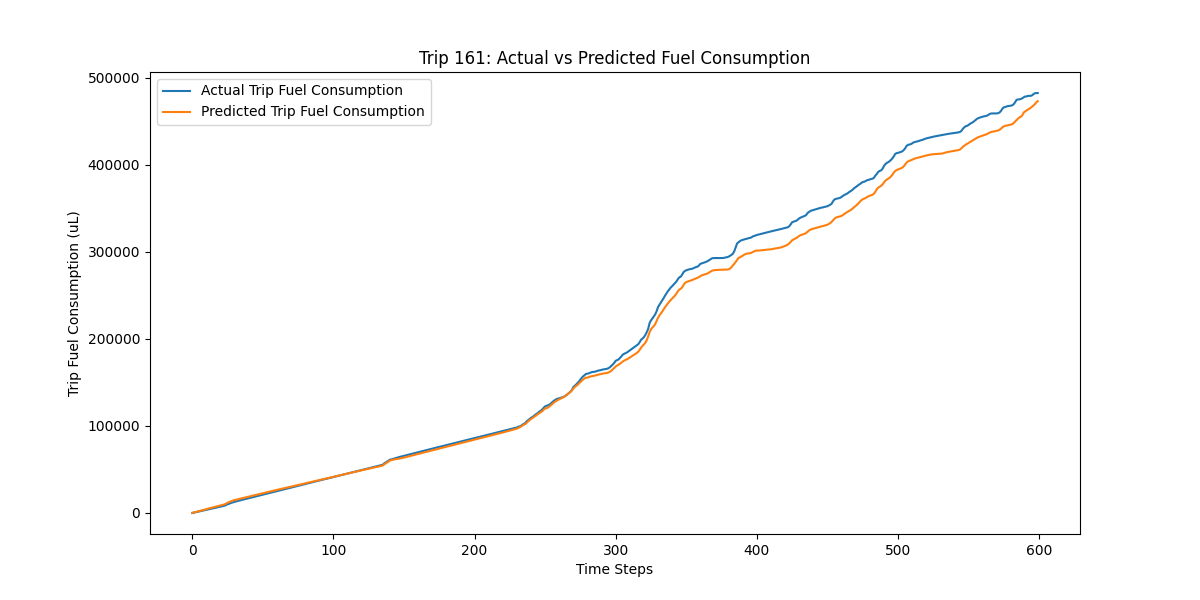 Trip 161: Actual vs Predicted Fuel Consumption
Actual Trip Fuel Consumption
Predicted Trip Fuel Consumption
Trip Fuel Consumption (uL)
500000
400000
300000
200000
100000
0
0 100 200 300 400 500 600
Time Steps